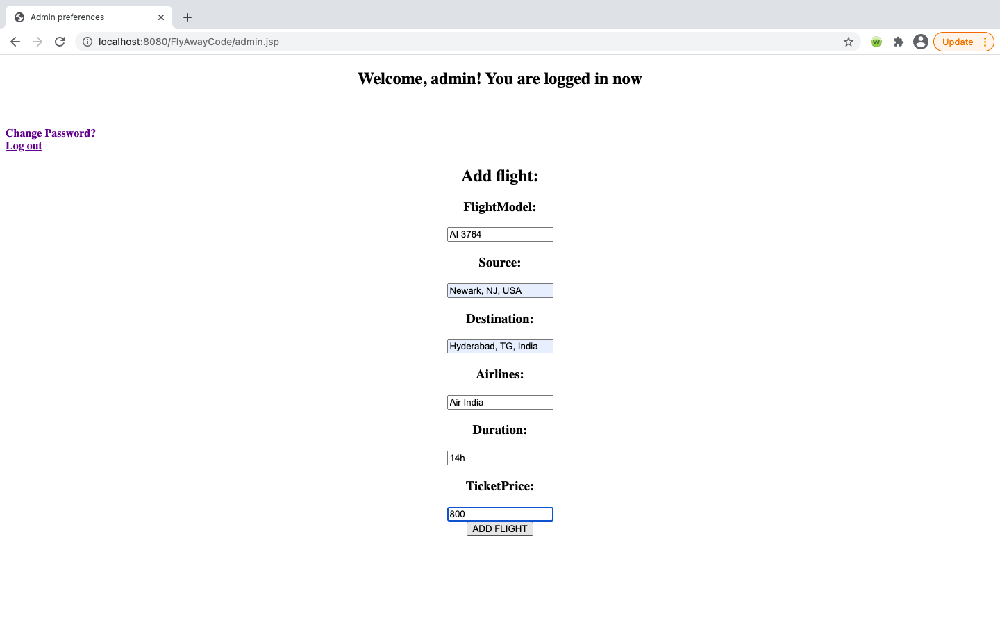 Admin preferences
localhost:8080/FlyAwayCode/admin.jsp
Update
Welcome, admin! You are logged in now
Change Password?
Log out
Add flight:
FlightModel:
AI 3764
Source:
Newark, NJ, USA
Destination:
Hyderabad, TG, India
Airlines:
Air India
Duration:
14h
TicketPrice:
800
ADD FLIGHT